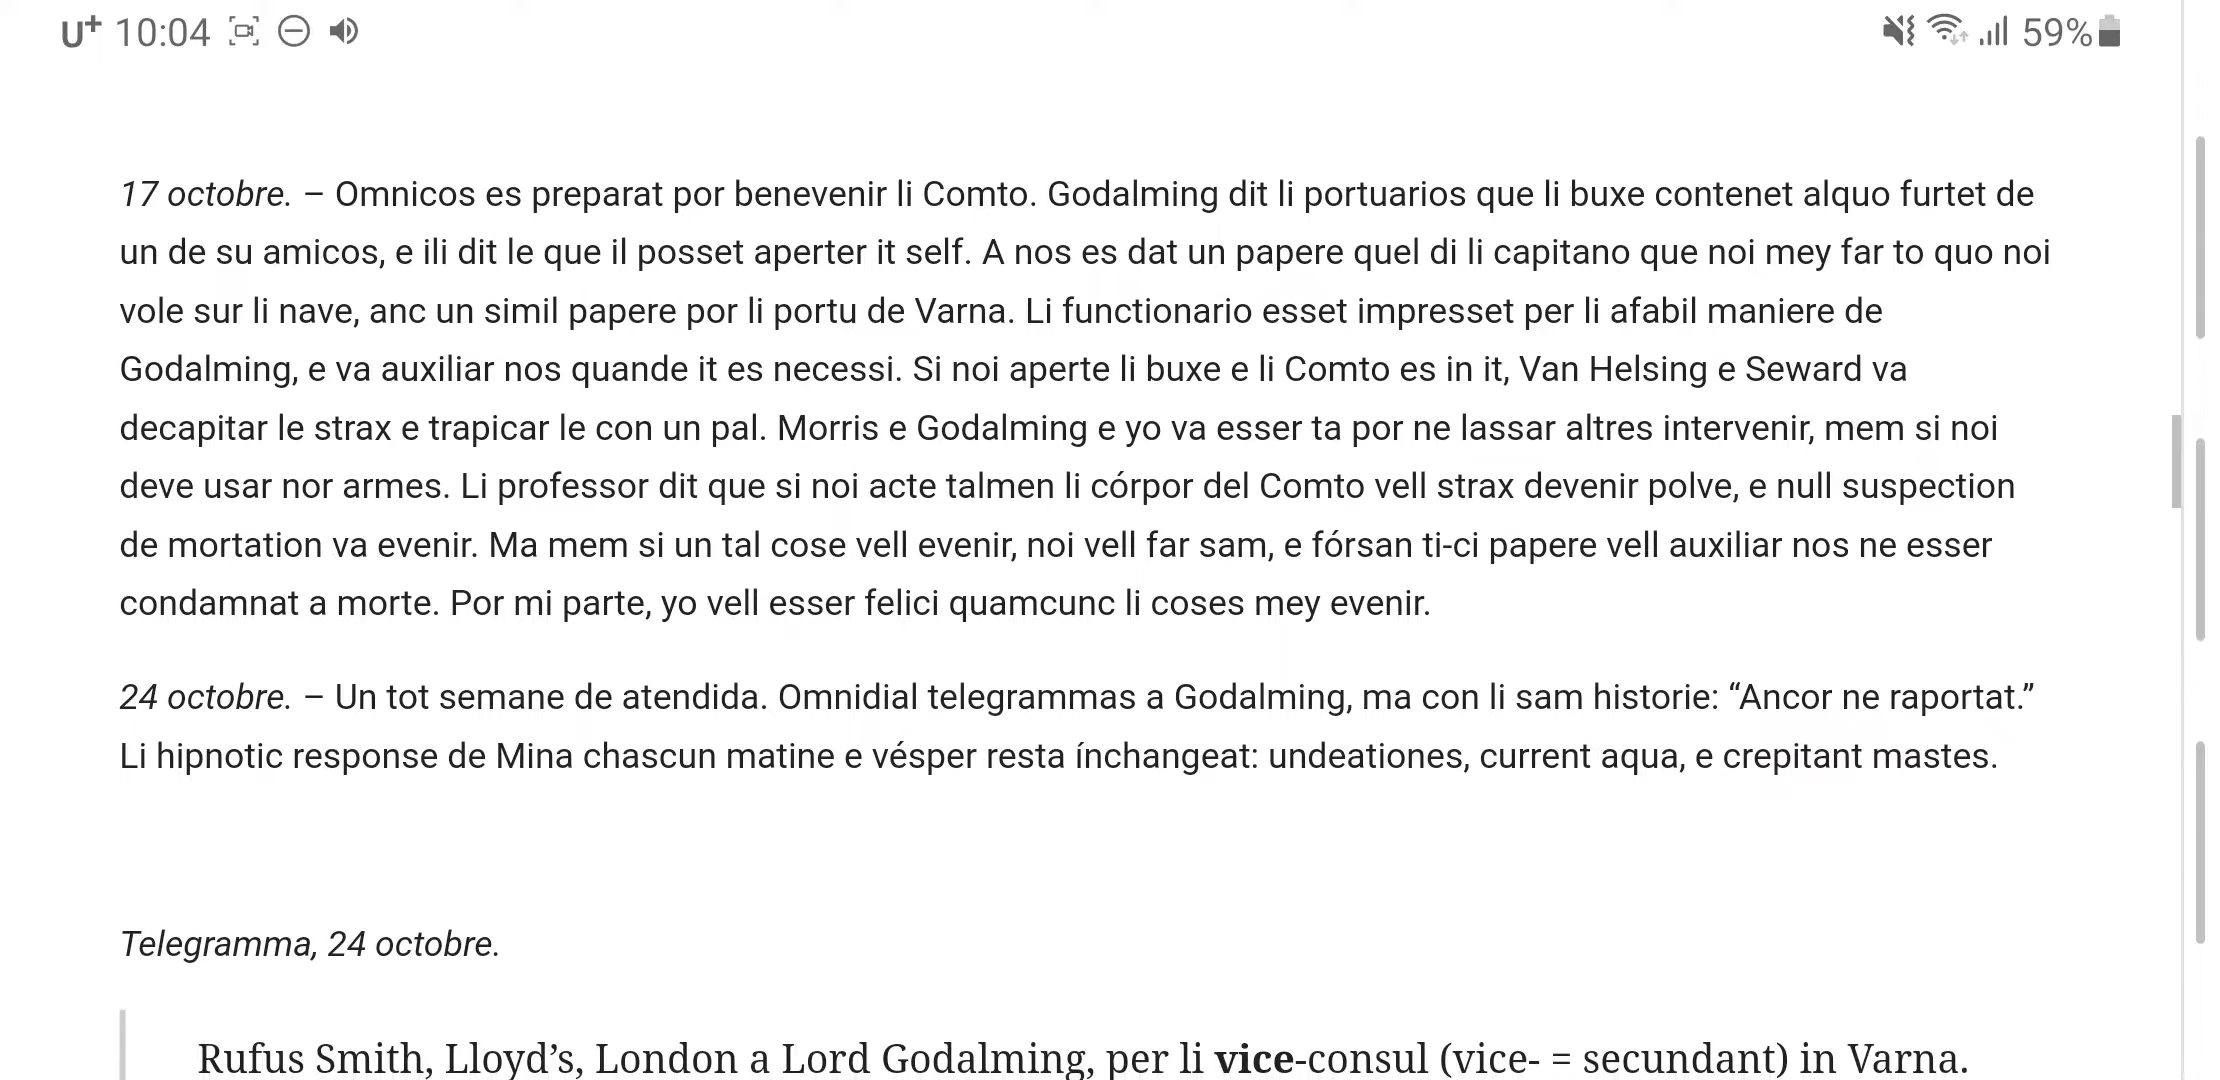 U+ 10:04 59%
17 octobre. – Omnicos es preparat por benevenir li Comto. Godalming dit li portuarios que li buxe contenet alquo furtet de
un de su amicos, e ili dit le que il posset aperter it self. A nos es dat un papere quel di li capitano que noi mey far to quo noi
vole sur li nave, anc un simil papere por li portu de Varna. Li functionario esset impresset per li afabil maniere de
Godalming, e va auxiliar nos quande it es necessi. Si noi aperte li buxe e li Comto es in it, Van Helsing e Seward va
decapitar le strax e trapicar le con un pal. Morris e Godalming e yo va esser ta por ne lassar altres intervenir, mem si noi
deve usar nor armes. Li professor dit que si noi acte talmen li córpor del Comto vell strax devenir polve, e null suspection
de mortation va evenir. Ma mem si un tal cose vell evenir, noi vell far sam, e fórsan ti-ci papere vell auxiliar nos ne esser
condamnat a morte. Por mi parte, yo vell esser felici quamcunc li coses mey evenir.
24 octobre. – Un tot semane de atendida. Omnidial telegrammas a Godalming, ma con li sam historie: “Ancor ne raportat.”
Li hipnotic response de Mina chascun matine e vésper resta ínchangeat: undeationes, current aqua, e crepitant mastes.
Telegramma, 24 octobre.
Rufus Smith, Lloyd’s, London a Lord Godalming, per li vice-consul (vice- = secundant) in Varna.